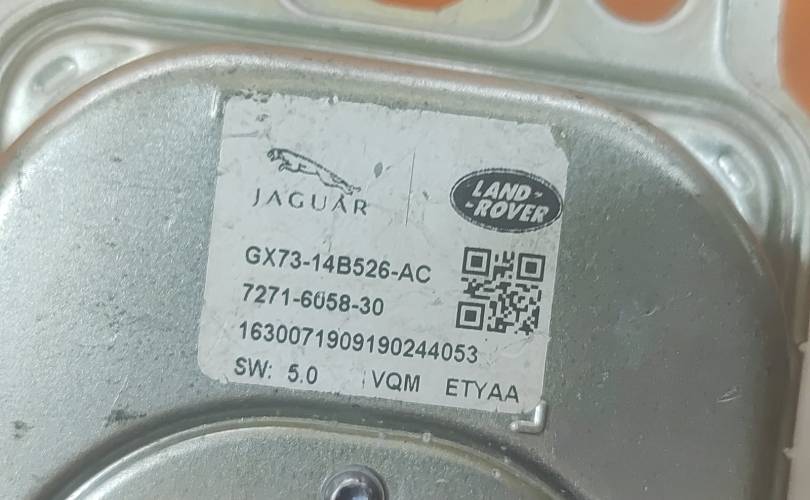 JAGUAR
LAND-
-ROVER
GX73-14B526-AC
7271-6058-30
1630071909190244053
SW: 5.0 VQM ETYAA